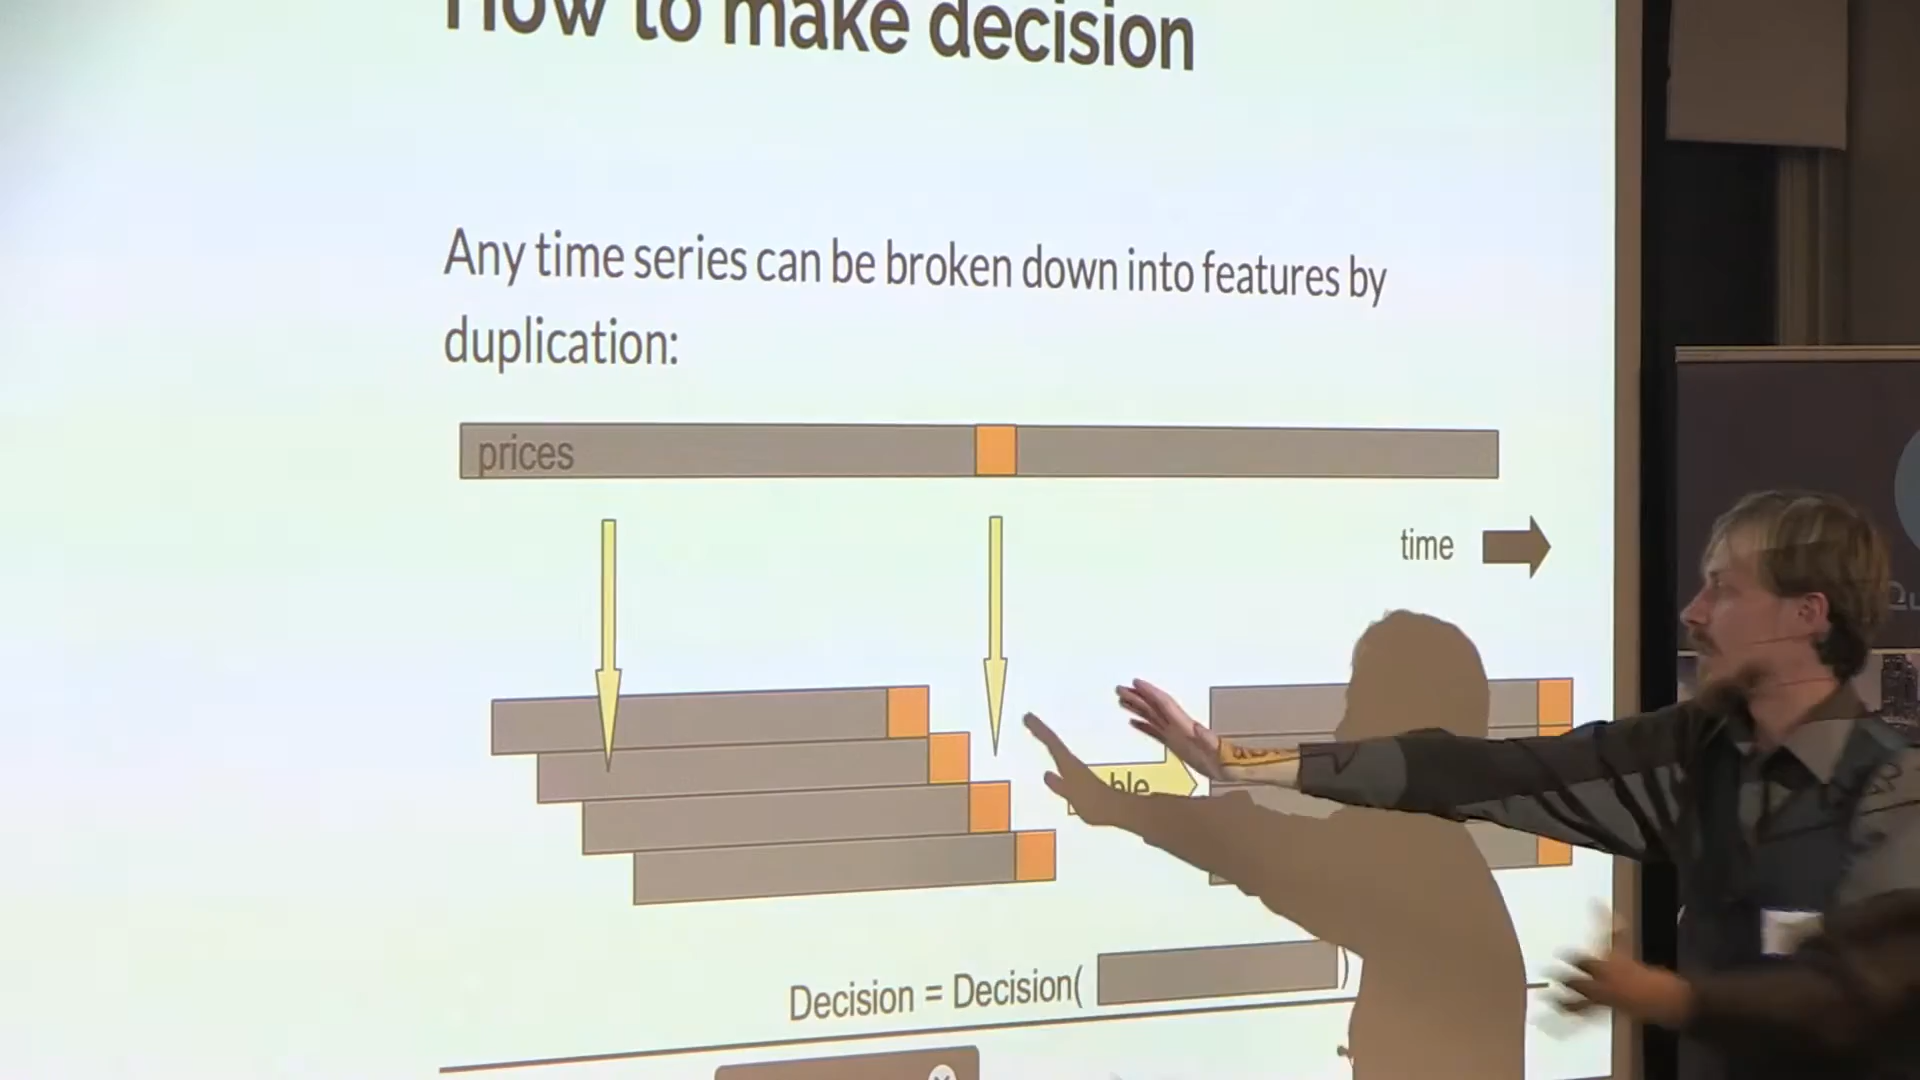 How to make decision
Any time series can be broken down into features by
duplication:
prices
time
Decision = Decision( )